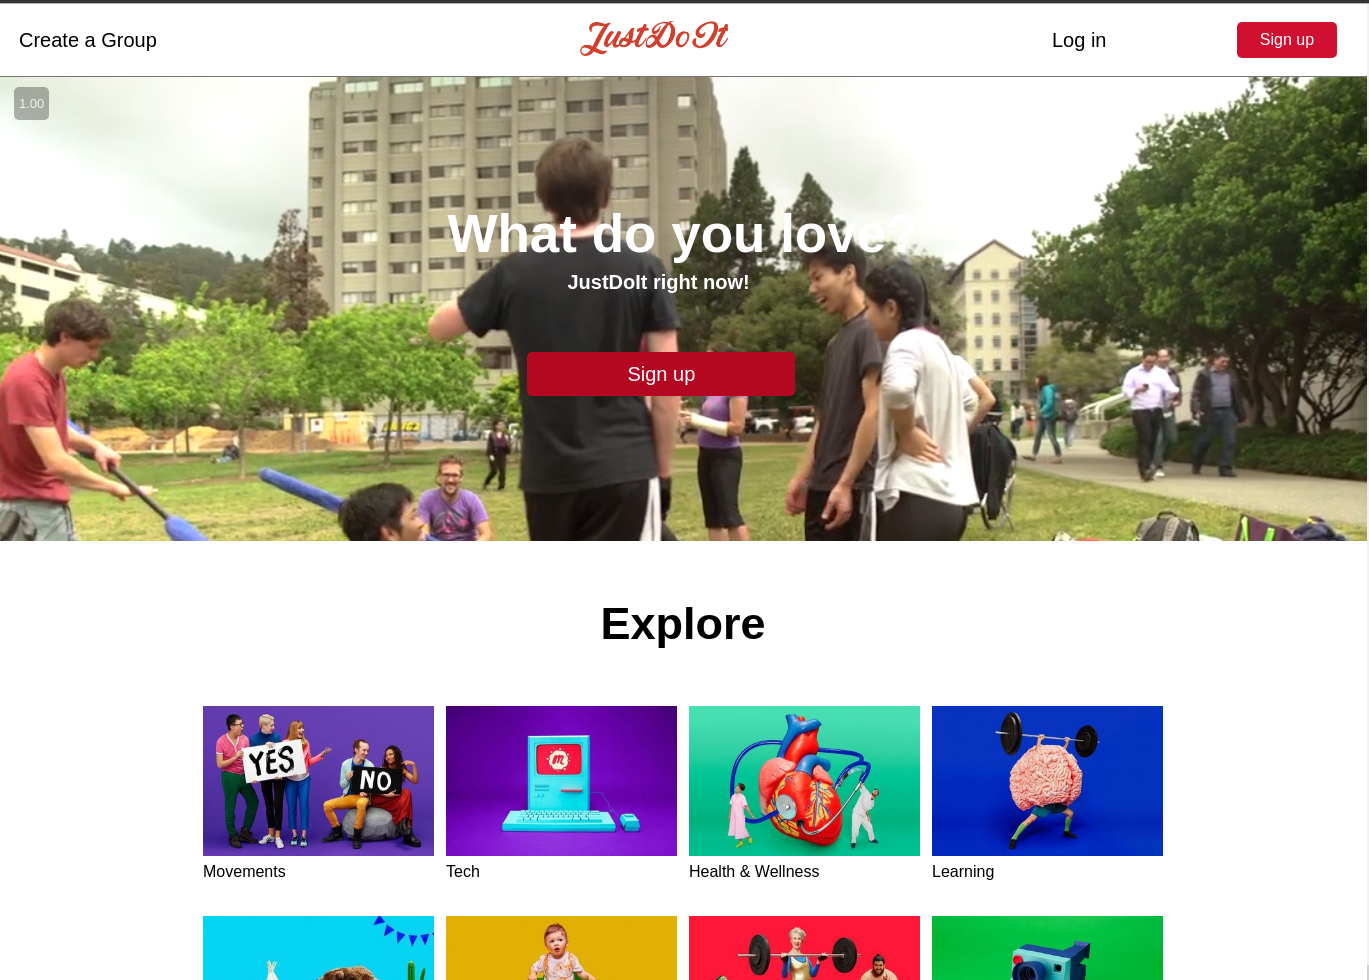 Create a Group
JustDoIt
Log in
Sign up
1.00
What do you love?
JustDoIt right now!
Sign up
Explore
YES
NO
m
Movements
Tech
Health & Wellness
Learning